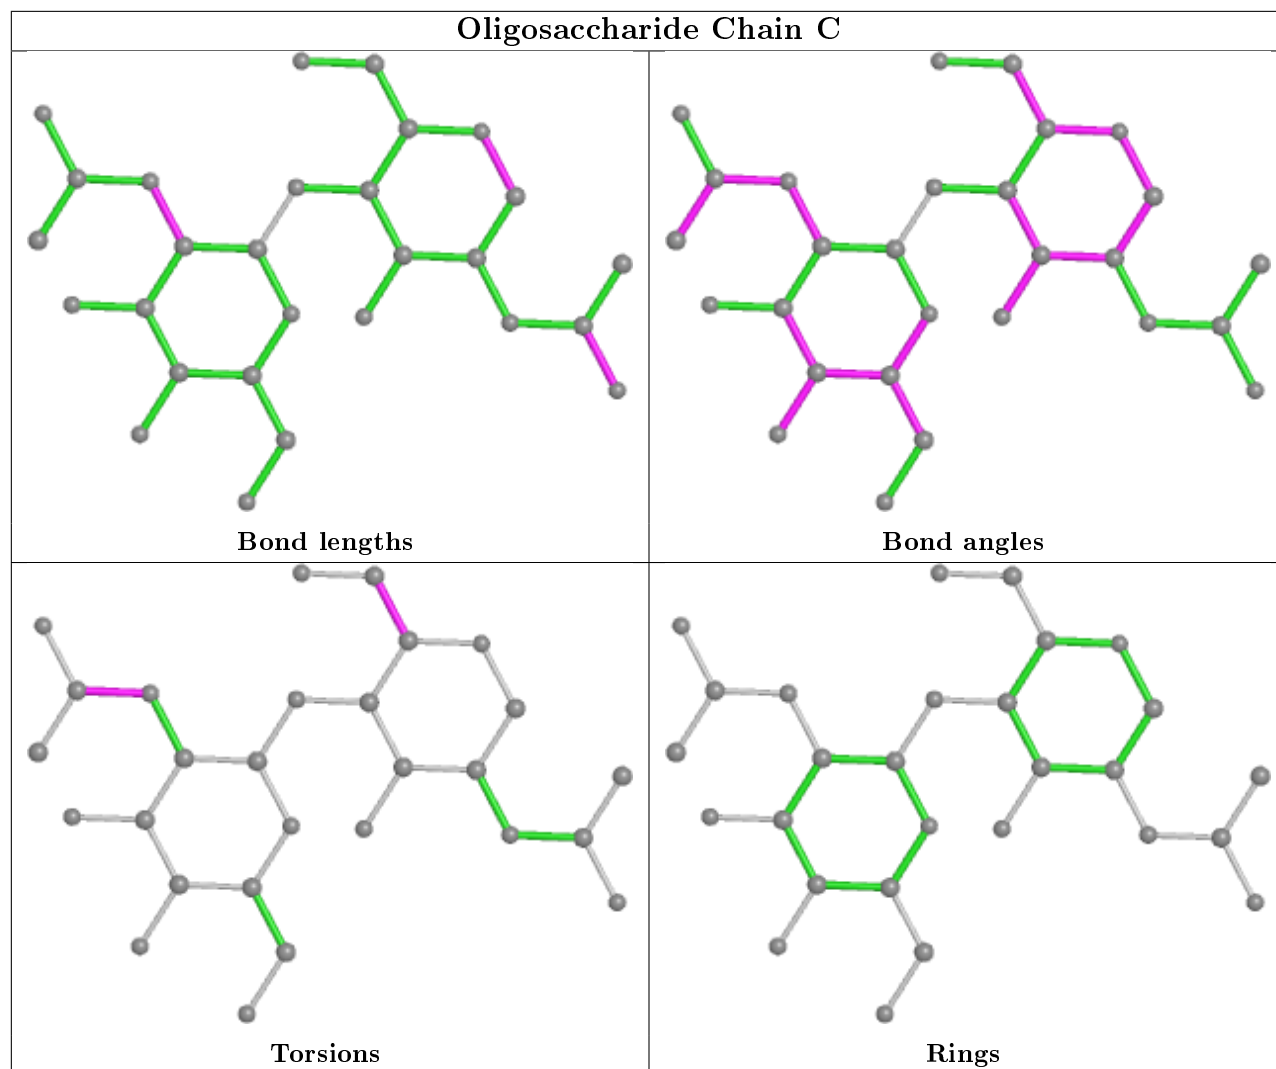 Oligosaccharide Chain C
Bond lengths
Bond angles
Torsions
Rings